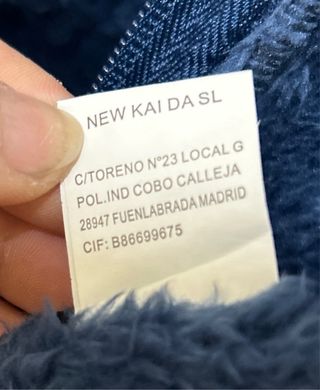 NEW KAI DA SL
C/TORENO Nº23 LOCAL G
POL.IND COBO CALLEJA
28947 FUENLABRADA MADRID
CIF: B86699675